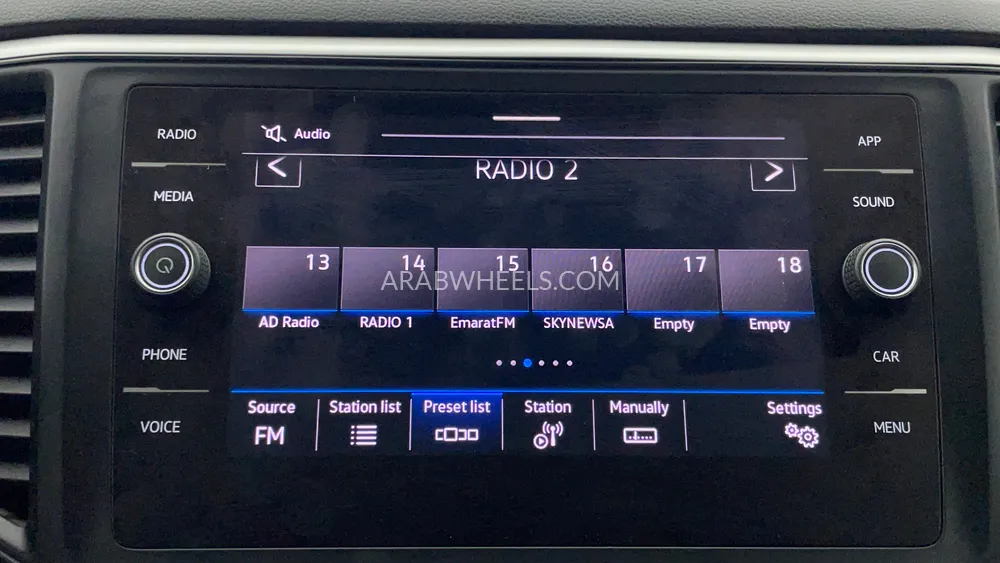 RADIO
MEDIA
PHONE
VOICE
Audio
< RADIO 2 >
13 14 15 16 17 18
ARABWHEELS.COM
AD Radio RADIO 1 EmaratFM SKYNEWSA Empty Empty
Source Station list Preset list Station Manually Settings
FM
APP
SOUND
CAR
MENU